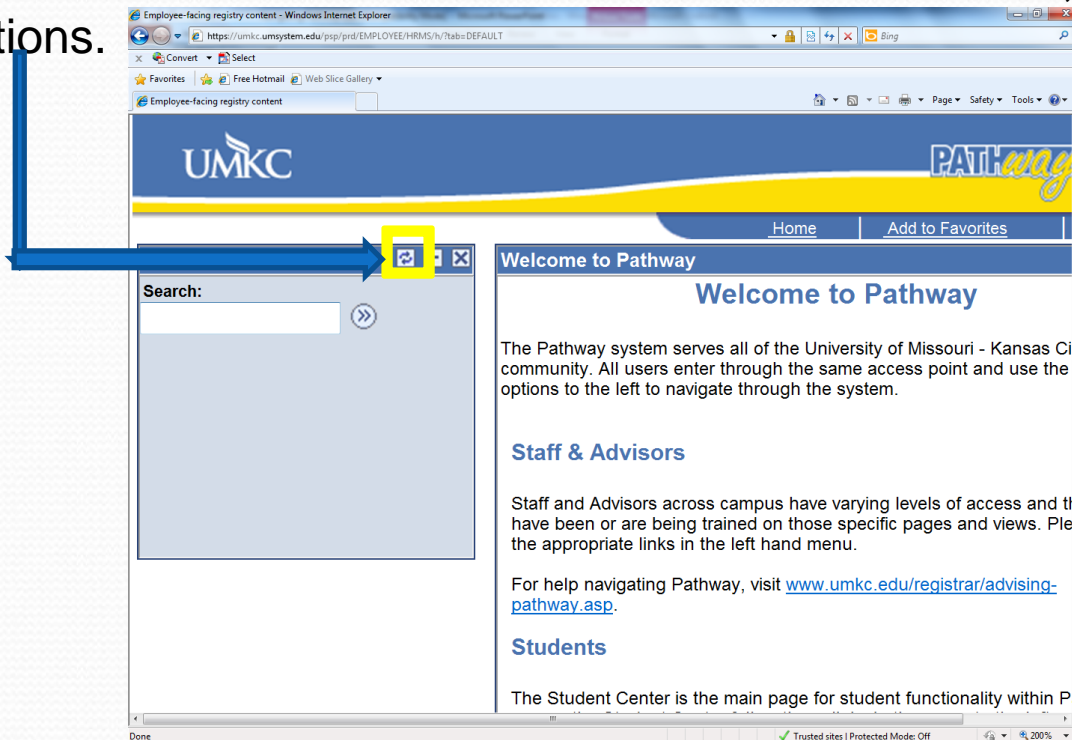 tions.
Employee-facing registry content - Windows Internet Explorer
https://umkc.umsystem.edu/psp/prd/EMPLOYEE/HRMS/h/?tab=DEFAULT
Bing
x Convert Select
Favorites Free Hotmail Web Slice Gallery
Employee-facing registry content
Page Safety Tools
UMKC
PATHway
Home Add to Favorites
Search:
Welcome to Pathway
Welcome to Pathway
The Pathway system serves all of the University of Missouri - Kansas Ci
community. All users enter through the same access point and use the
options to the left to navigate through the system.
Staff & Advisors
Staff and Advisors across campus have varying levels of access and th
have been or are being trained on those specific pages and views. Ple
the appropriate links in the left hand menu.
For help navigating Pathway, visit www.umkc.edu/registrar/advising-
pathway.asp.
Students
The Student Center is the main page for student functionality within P
Done
Trusted sites | Protected Mode: Off
200%